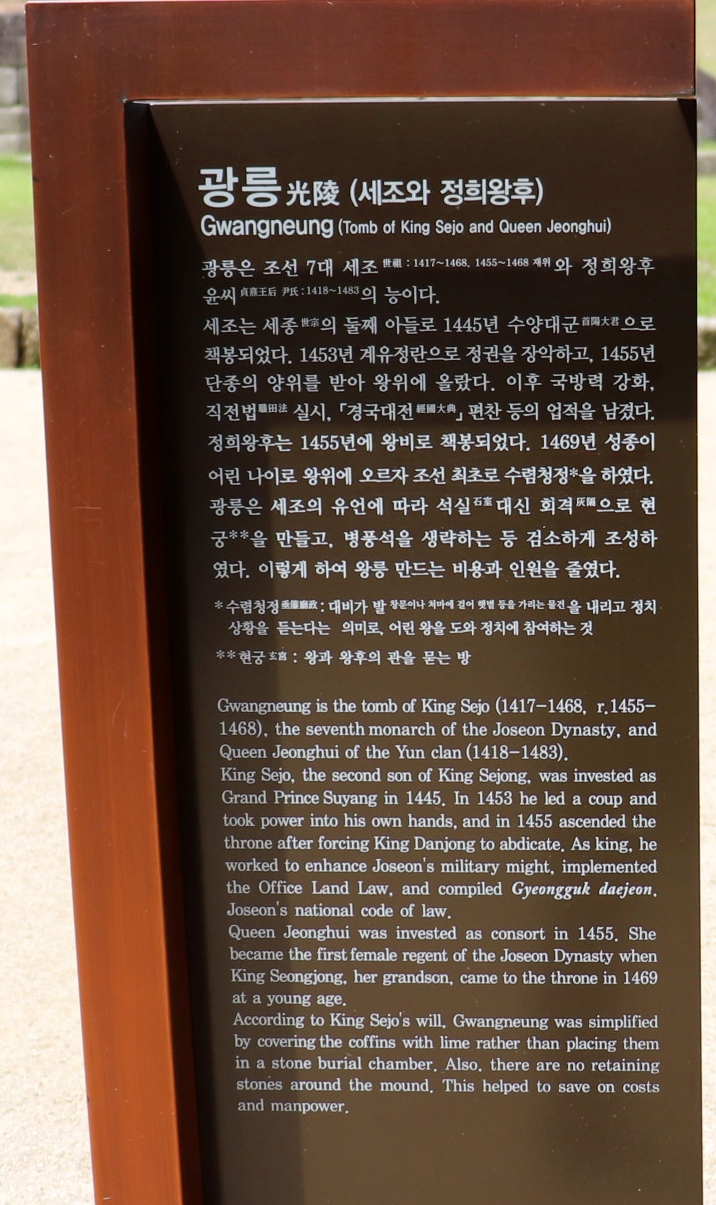 광릉 光陵 (세조와 정희왕후)
Gwangneung (Tomb of King Sejo and Queen Jeonghui)
광릉은 조선 7대 세조 世祖 : 1417~1468, 1455~1468 재위 와 정희왕후
윤씨 貞熹王后 尹氏 : 1418~1483 의 능이다.
세조는 세종 世宗 의 둘째 아들로 1445년 수양대군 首陽大君 으로
책봉되었다. 1453년 계유정란으로 정권을 장악하고, 1455년
단종의 양위를 받아 왕위에 올랐다. 이후 국방력 강화,
직전법 職田法 실시, 「경국대전 經國大典」 편찬 등의 업적을 남겼다.
정희왕후는 1455년에 왕비로 책봉되었다. 1469년 성종이
어린 나이로 왕위에 오르자 조선 최초로 수렴청정*을 하였다.
광릉은 세조의 유언에 따라 석실 石室 대신 회격 灰隔 으로 현
궁**을 만들고, 병풍석을 생략하는 등 검소하게 조성하
였다. 이렇게 하여 왕릉 만드는 비용과 인원을 줄였다.
* 수렴청정 垂簾廳政 : 대비가 발 창문이나 처마에 걸어 햇볕 등을 가리는 물건 을 내리고 정치
상황을 듣는다는 의미로, 어린 왕을 도와 정치에 참여하는 것
** 현궁 玄宮 : 왕과 왕후의 관을 묻는 방
Gwangneung is the tomb of King Sejo (1417-1468, r.1455-
1468), the seventh monarch of the Joseon Dynasty, and
Queen Jeonghui of the Yun clan (1418-1483).
King Sejo, the second son of King Sejong, was invested as
Grand Prince Suyang in 1445. In 1453 he led a coup and
took power into his own hands, and in 1455 ascended the
throne after forcing King Danjong to abdicate. As king, he
worked to enhance Joseon's military might, implemented
the Office Land Law, and compiled Gyeongguk daejeon,
Joseon's national code of law.
Queen Jeonghui was invested as consort in 1455. She
became the first female regent of the Joseon Dynasty when
King Seongjong, her grandson, came to the throne in 1469
at a young age.
According to King Sejo's will, Gwangneung was simplified
by covering the coffins with lime rather than placing them
in a stone burial chamber. Also, there are no retaining
stones around the mound. This helped to save on costs
and manpower.